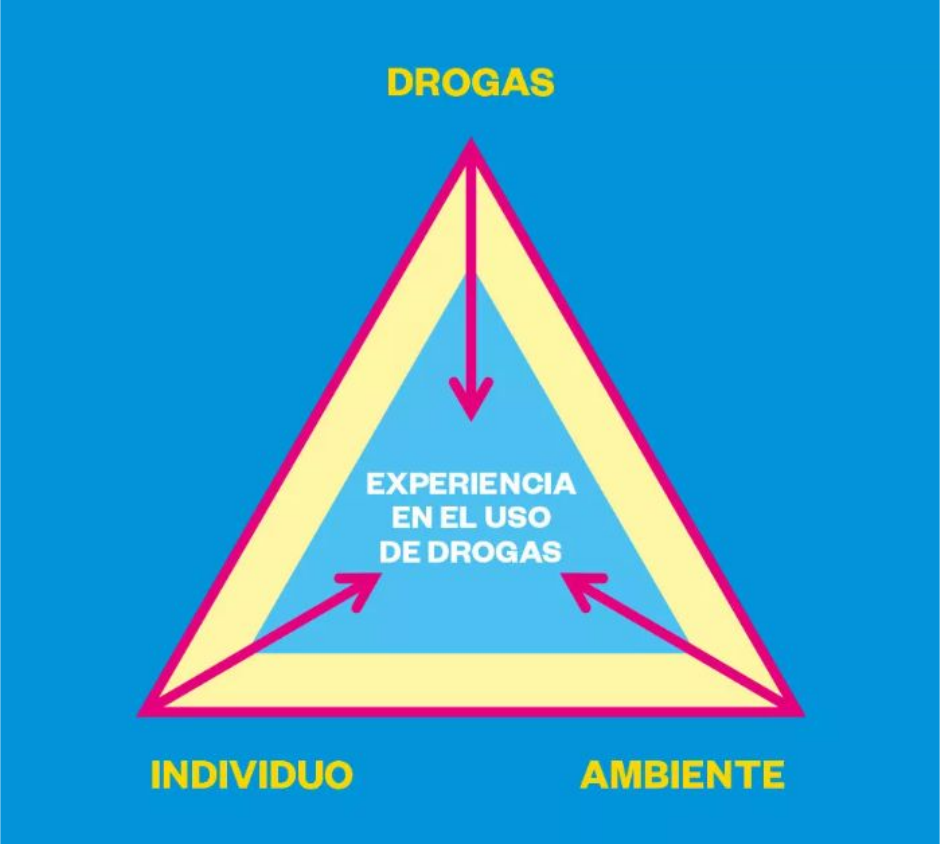 DROGAS
EXPERIENCIA
EN EL USO
DE DROGAS
INDIVIDUO
AMBIENTE